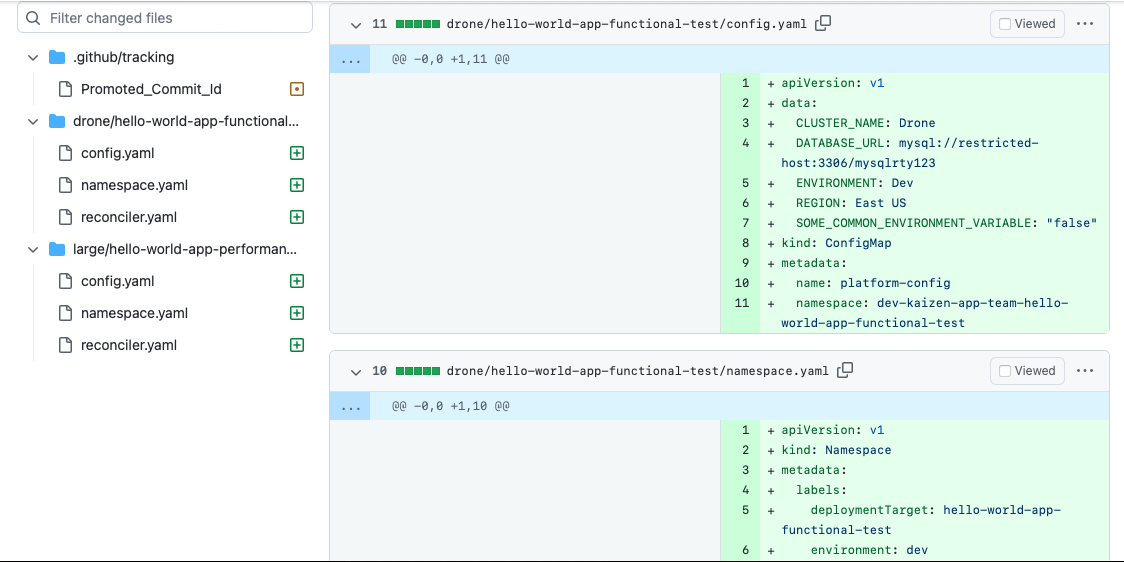 Filter changed files
.github/tracking
Promoted_Commit_Id
drone/hello-world-app-functional...
config.yaml
namespace.yaml
reconciler.yaml
large/hello-world-app-performan...
config.yaml
namespace.yaml
reconciler.yaml
11 drone/hello-world-app-functional-test/config.yaml Viewed ...
... @@ -0,0 +1,11 @@
1 + apiVersion: v1
2 + data:
3 + CLUSTER_NAME: Drone
4 + DATABASE_URL: mysql://restricted-
host:3306/mysqlrty123
5 + ENVIRONMENT: Dev
6 + REGION: East US
7 + SOME_COMMON_ENVIRONMENT_VARIABLE: "false"
8 + kind: ConfigMap
9 + metadata:
10 + name: platform-config
11 + namespace: dev-kaizen-app-team-hello-
world-app-functional-test
10 drone/hello-world-app-functional-test/namespace.yaml Viewed ...
... @@ -0,0 +1,10 @@
1 + apiVersion: v1
2 + kind: Namespace
3 + metadata:
4 + labels:
5 + deploymentTarget: hello-world-app-
functional-test
6 + environment: dev